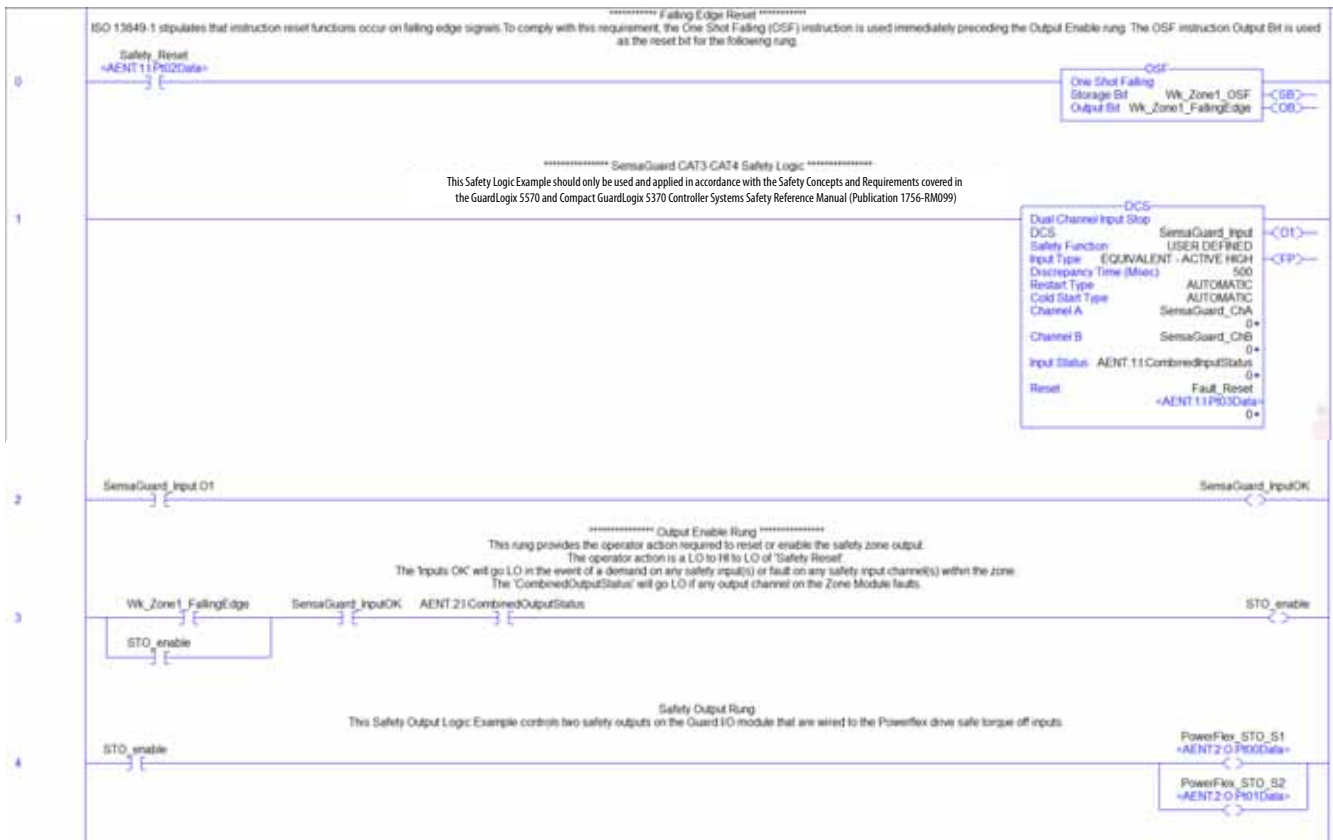 ************ Falling Edge Reset ************
ISO 13849-1 stipulates that instruction reset functions occur on falling edge signals. To comply with this requirement, the One Shot Falling (OSF) instruction is used immediately preceding the Output Enable rung. The OSF instruction Output Bit is used
as the reset bit for the following rung.
Safety_Reset
<AENT:1:I.Pt02Data>
0
OSF
One Shot Falling
Storage Bit Wk_Zone1_OSF
Output Bit Wk_Zone1_FallingEdge
SB
OB
**************** SensaGuard CAT3-CAT4 Safety Logic ****************
This Safety Logic Example should only be used and applied in accordance with the Safety Concepts and Requirements covered in
the GuardLogix 5570 and Compact GuardLogix 5370 Controller Systems Safety Reference Manual (Publication 1756-RM099)
1
DCS
Dual Channel Input Stop
DCS SensaGuard_Input
Safety Function USER DEFINED
Input Type EQUIVALENT - ACTIVE HIGH
Discrepancy Time (Msec) 500
Restart Type AUTOMATIC
Cold Start Type AUTOMATIC
Channel A SensaGuard_ChA
0
Channel B SensaGuard_ChB
0
Input Status AENT:1:I.CombinedInputStatus
0
Reset Fault_Reset
<AENT:1:I.Pt03Data>
0
O1
FP
SensaGuard_Input.O1
SensaGuard_InputOK
2
**************** Output Enable Rung ****************
This rung provides the operator action required to reset or enable the safety zone output.
The operator action is a LO to HI to LO of 'Safety Reset'.
The 'Inputs OK' will go LO in the event of a demand on any safety input(s) or fault on any safety input channel(s) within the zone.
The 'CombinedOutputStatus' will go LO if any output channel on the Zone Module faults.
Wk_Zone1_FallingEdge SensaGuard_InputOK AENT:2:I.CombinedOutputStatus STO_enable
3
STO_enable
Safety Output Rung
This Safety Output Logic Example controls two safety outputs on the Guard I/O module that are wired to the Powerflex drive safe torque off inputs.
STO_enable
4
PowerFlex_STO_S1
<AENT:2:O.Pt00Data>
PowerFlex_STO_S2
<AENT:2:O.Pt01Data>